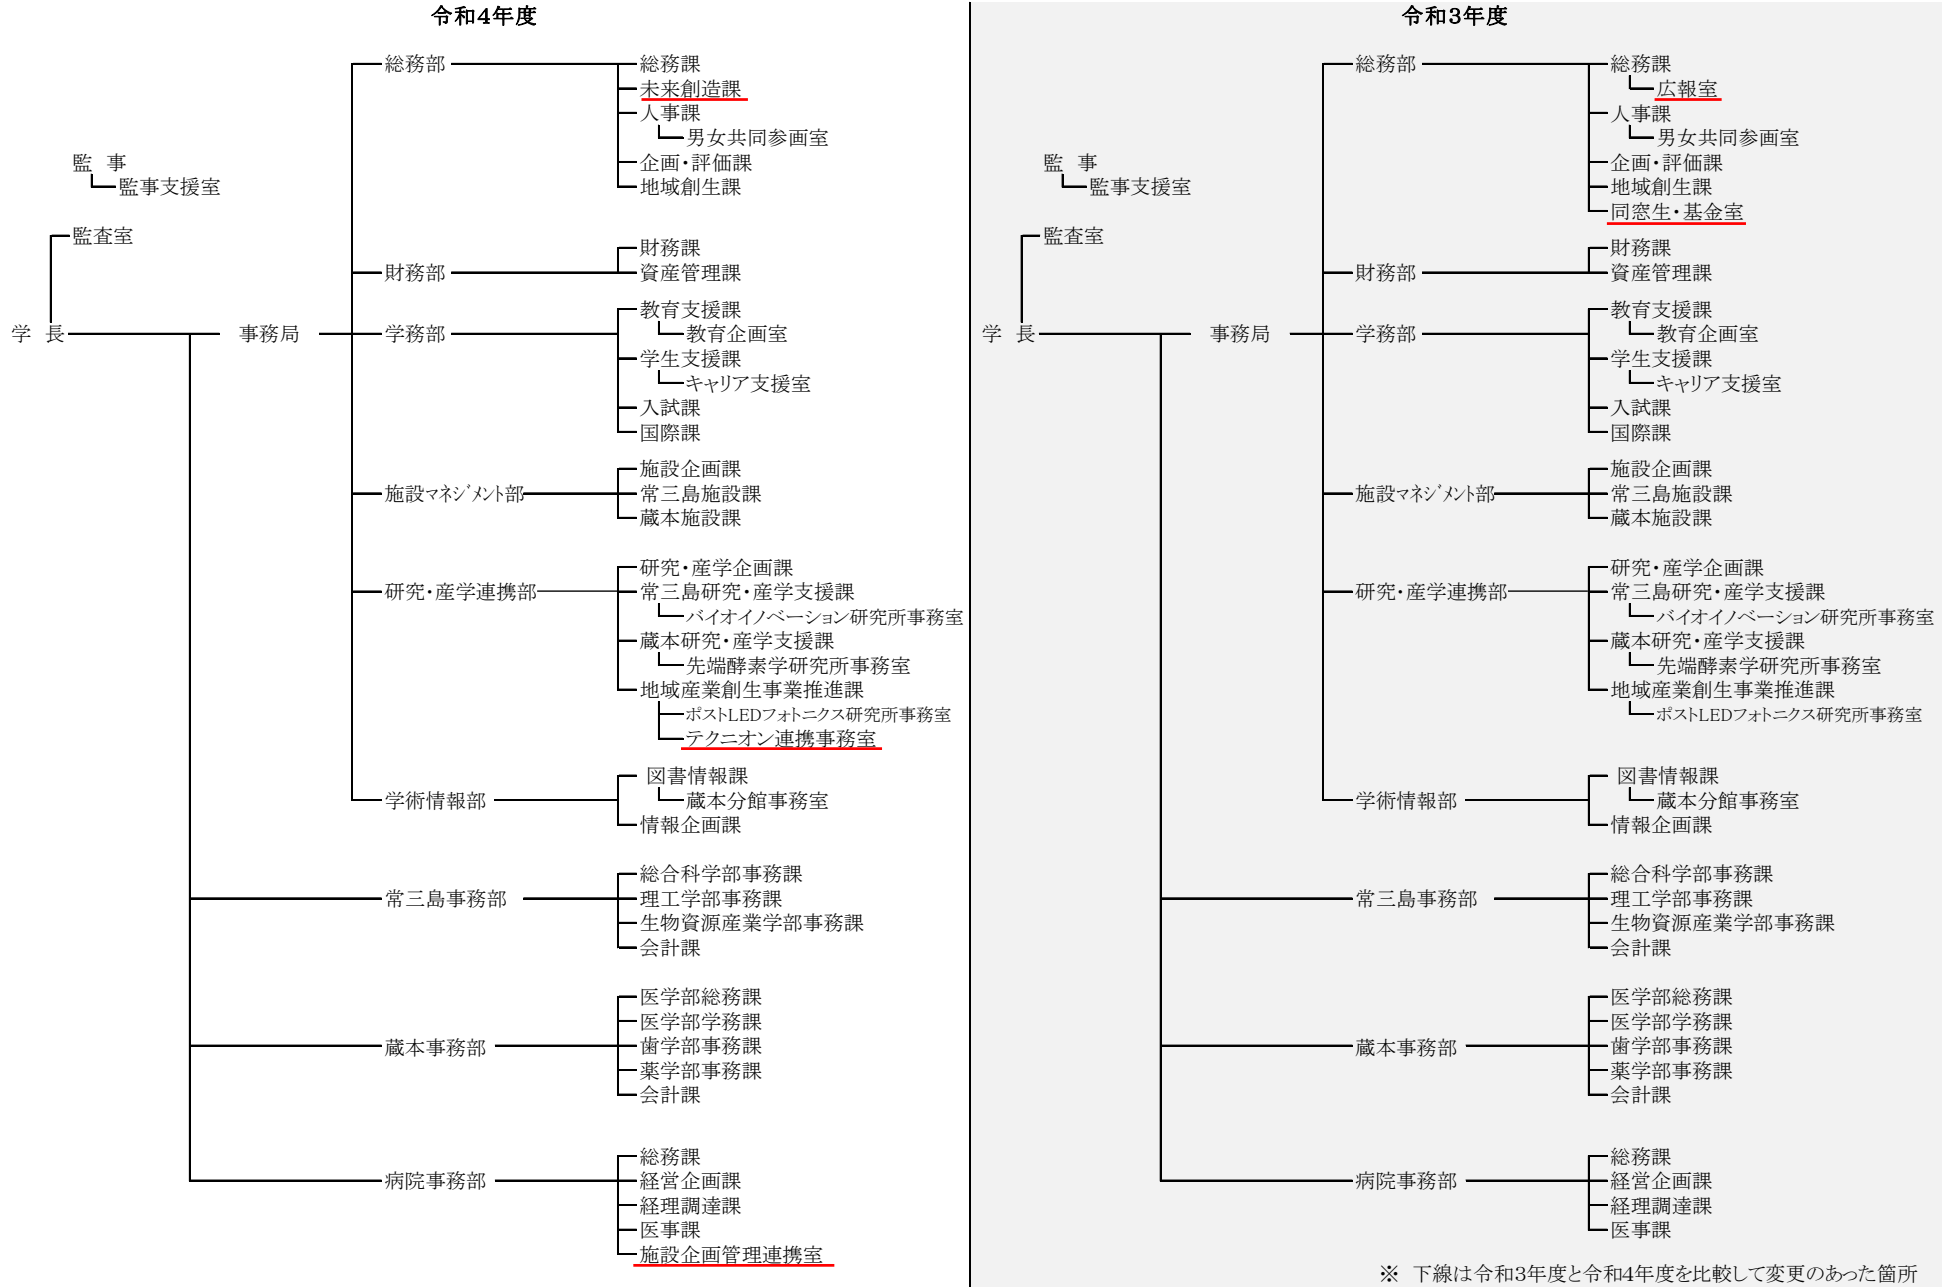 令和4年度
総務部
総務課
未来創造課
人事課
男女共同参画室
企画・評価課
地域創生課
監 事
監事支援室
監査室
財務部
財務課
資産管理課
学 長
事務局
学務部
教育支援課
教育企画室
学生支援課
キャリア支援室
入試課
国際課
施設マネジメント部
施設企画課
常三島施設課
蔵本施設課
研究・産学連携部
研究・産学企画課
常三島研究・産学支援課
バイオイノベーション研究所事務室
蔵本研究・産学支援課
先端酵素学研究所事務室
地域産業創生事業推進課
ポストLEDフォトニクス研究所事務室
テクニオン連携事務室
学術情報部
図書情報課
蔵本分館事務室
情報企画課
常三島事務部
総合科学部事務課
理工学部事務課
生物資源産業学部事務課
会計課
蔵本事務部
医学部総務課
医学部学務課
歯学部事務課
薬学部事務課
会計課
病院事務部
総務課
経営企画課
経理調達課
医事課
施設企画管理連携室
令和3年度
総務部
総務課
広報室
人事課
男女共同参画室
企画・評価課
地域創生課
同窓生・基金室
監 事
監事支援室
監査室
財務部
財務課
資産管理課
学 長
事務局
学務部
教育支援課
教育企画室
学生支援課
キャリア支援室
入試課
国際課
施設マネジメント部
施設企画課
常三島施設課
蔵本施設課
研究・産学連携部
研究・産学企画課
常三島研究・産学支援課
バイオイノベーション研究所事務室
蔵本研究・産学支援課
先端酵素学研究所事務室
地域産業創生事業推進課
ポストLEDフォトニクス研究所事務室
学術情報部
図書情報課
蔵本分館事務室
情報企画課
常三島事務部
総合科学部事務課
理工学部事務課
生物資源産業学部事務課
会計課
蔵本事務部
医学部総務課
医学部学務課
歯学部事務課
薬学部事務課
会計課
病院事務部
総務課
経営企画課
経理調達課
医事課
※ 下線は令和3年度と令和4年度を比較して変更のあった箇所